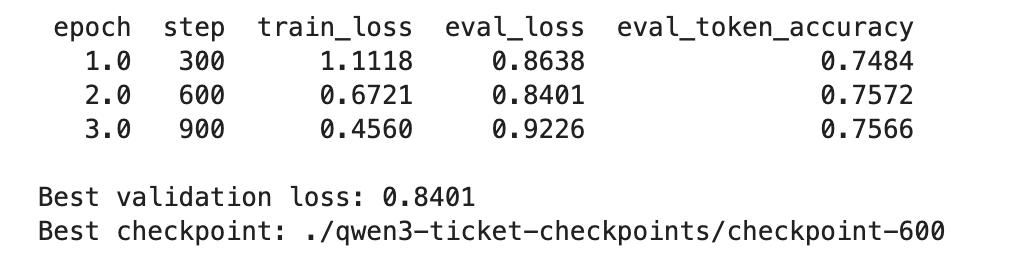 epoch step train_loss eval_loss eval_token_accuracy
1.0 300 1.1118 0.8638 0.7484
2.0 600 0.6721 0.8401 0.7572
3.0 900 0.4560 0.9226 0.7566
Best validation loss: 0.8401
Best checkpoint: ./qwen3-ticket-checkpoints/checkpoint-600